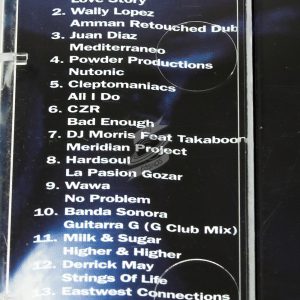 Love Story
2. Wally Lopez
Amman Retouched Dub
3. Juan Diaz
Mediterraneo
4. Powder Productions
Nutonic
5. Cleptomaniacs
All I Do
6. CZR
Bad Enough
7 DJ Morris Feat Takaboon
Meridian Project
8. Hardsoul
La Pasion Gozar
9. Wawa
No Problem
10. Banda Sonora
Guitarra G (G Club Mix)
11. Milk & Sugar
Higher & Higher
12. Derrick May
Strings Of Life
13. Eastwest Connections